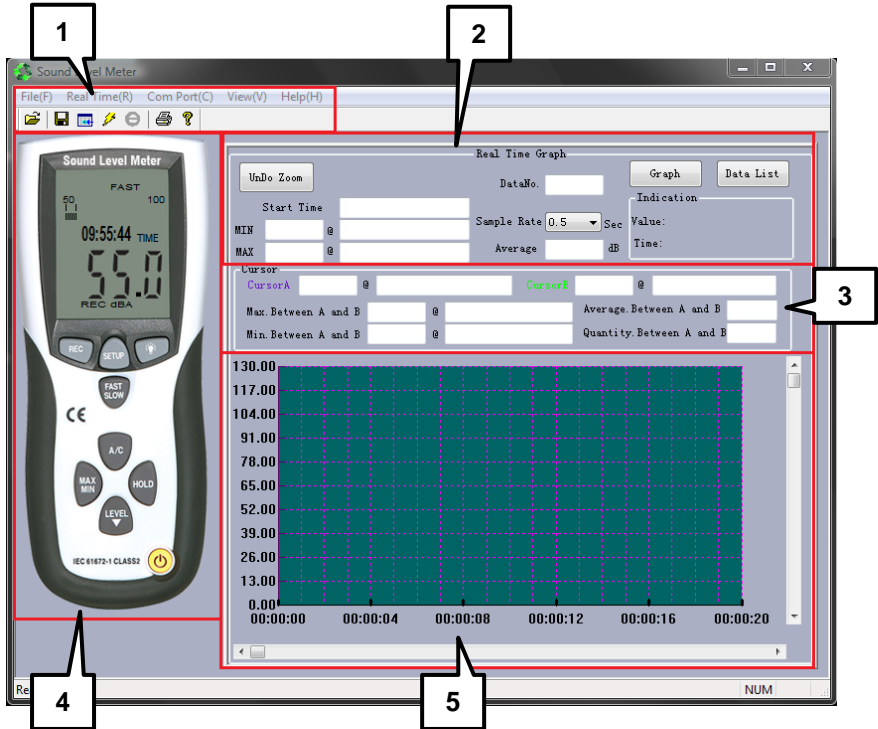 1
2
Sound Level Meter
File(F) Real Time(R) Com Port(C) View(V) Help(H)
Sound Level Meter
FAST
50 100
09:55:44 TIME
55.0
REC dBA
REC
SETUP
FAST
SLOW
CE
A/C
MAX
MIN
HOLD
LEVEL
IEC 61672-1 CLASS2
Real Time Graph
UnDo Zoom
DataNo.
Graph
Data List
Start Time
Indication
MIN @
Sample Rate 0.5 Sec
Value:
MAX @
Average dB
Time:
Cursor
CursorA @
CursorB @
Max.Between A and B @
Average.Between A and B
Min.Between A and B @
Quantity.Between A and B
3
130.00
117.00
104.00
91.00
78.00
65.00
52.00
39.00
26.00
13.00
0.00
00:00:00 00:00:04 00:00:08 00:00:12 00:00:16 00:00:20
NUM
4
5